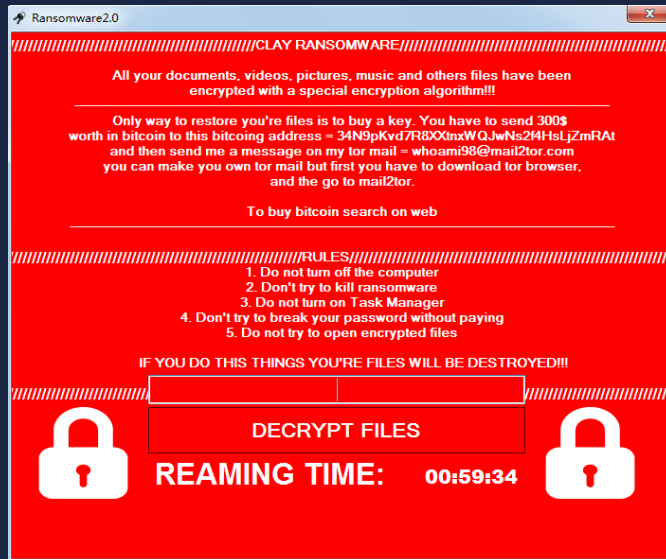 Ransomware2.0
////////////////////////////////////////////////CLAY RANSOMWARE////////////////////////////////////////////////////
All your documents, videos, pictures, music and others files have been
encrypted with a special encryption algorithm!!!
Only way to restore you're files is to buy a key. You have to send 300$
worth in bitcoin to this bitcoing address = 34N9pKvd7R8XXtnxWQJwNs2f4HsLjZmRAt
and then send me a message on my tor mail = whoami98@mail2tor.com
you can make you own tor mail but first you have to download tor browser,
and the go to mail2tor.
To buy bitcoin search on web
/////////////////////////////////////////////////////////RULES//////////////////////////////////////////////////////////////
1. Do not turn off the computer
2. Don't try to kill ransomware
3. Do not turn on Task Manager
4. Don't try to break your password without paying
5. Do not try to open encrypted files
IF YOU DO THIS THINGS YOU'RE FILES WILL BE DESTROYED!!!
/////////////////////////// ////////////////////////////
DECRYPT FILES
REAMING TIME: 00:59:34